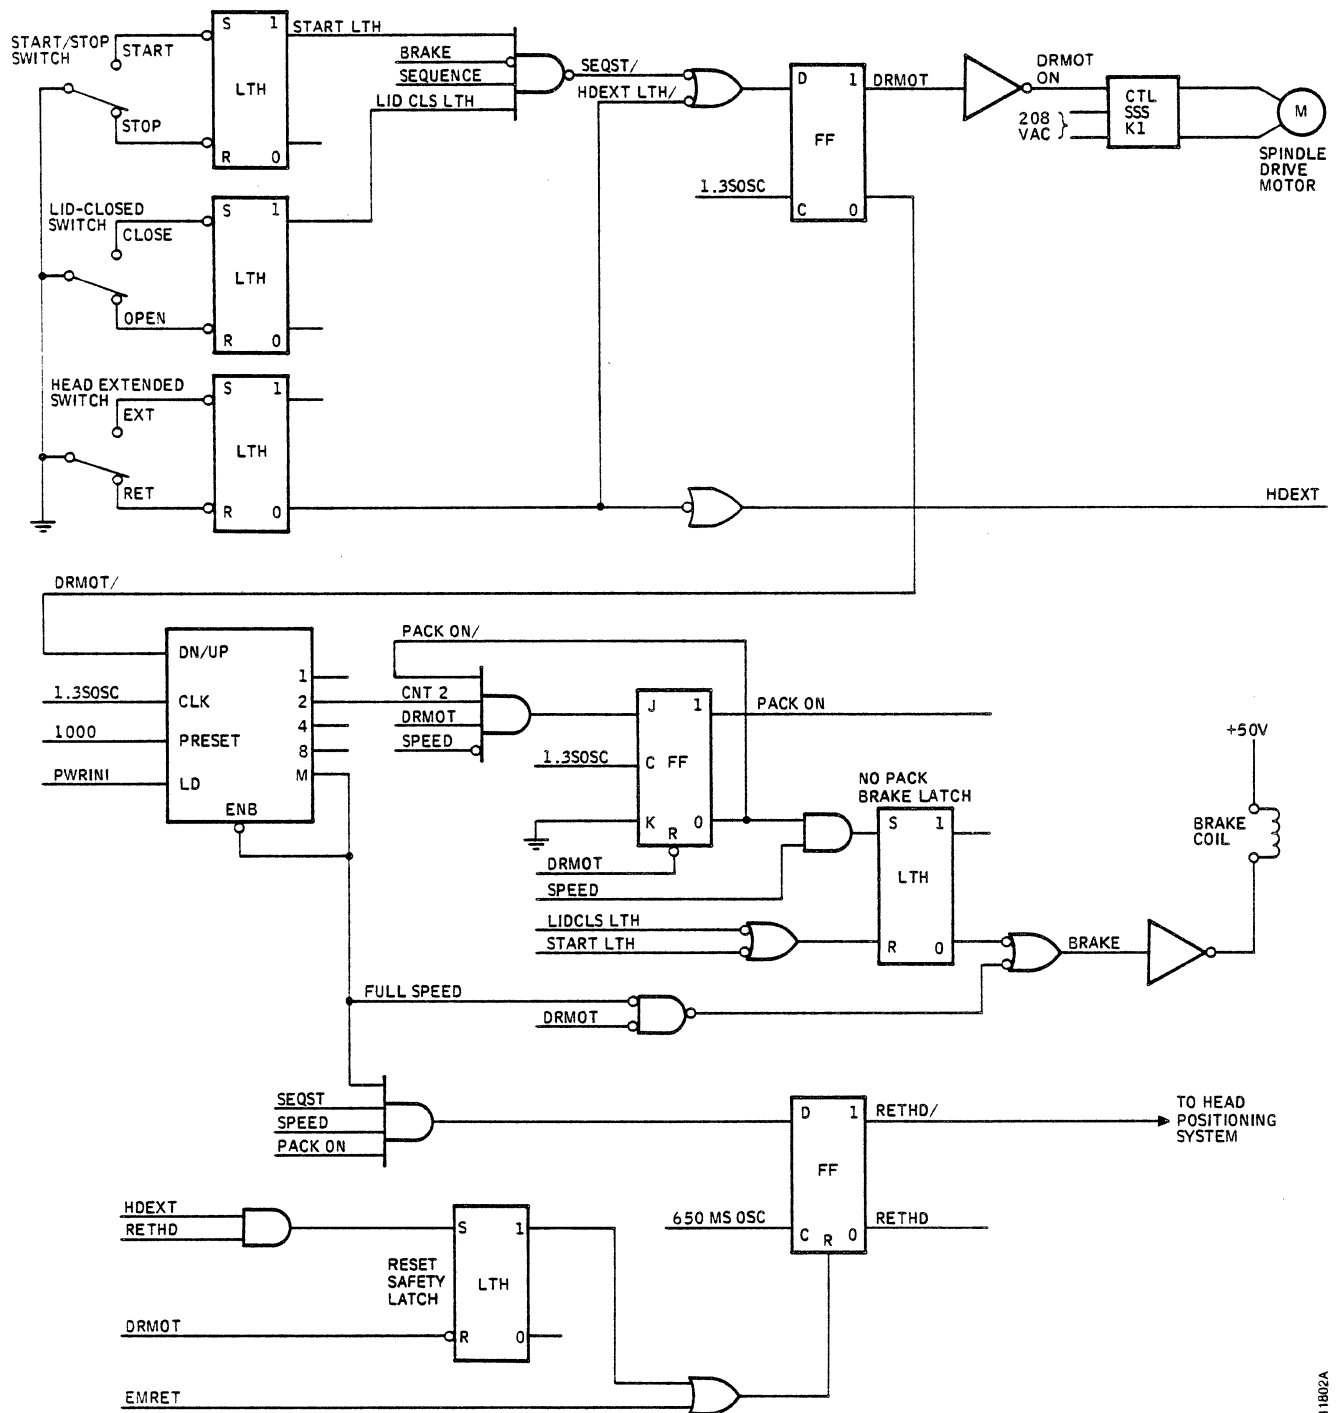 START/STOP
SWITCH
START
STOP
S 1
LTH
R 0
START LTH
BRAKE
SEQUENCE
LID CLS LTH
SEQST/
HDEXT LTH/
D 1
FF
C 0
1.3SOSC
DRMOT
DRMOT
ON
208
VAC
CTL
SSS
K1
M
SPINDLE
DRIVE
MOTOR
LID-CLOSED
SWITCH
CLOSE
OPEN
S 1
LTH
R 0
HEAD EXTENDED
SWITCH
EXT
RET
S 1
LTH
R 0
HDEXT
DRMOT/
1.3SOSC
1000
PWRINI
DN/UP
CLK
PRESET
LD
ENB
1
2
4
8
M
PACK ON/
CNT 2
DRMOT
SPEED
1.3SOSC
J 1
C FF
K 0
R
PACK ON
DRMOT
SPEED
LIDCLS LTH
START LTH
NO PACK
BRAKE LATCH
S 1
LTH
R 0
BRAKE
+50V
BRAKE
COIL
FULL SPEED
DRMOT
SEQST
SPEED
PACK ON
D 1
FF
C R 0
650 MS OSC
RETHD/
RETHD
TO HEAD
POSITIONING
SYSTEM
HDEXT
RETHD
RESET
SAFETY
LATCH
S 1
LTH
R 0
DRMOT
EMRET
11802A